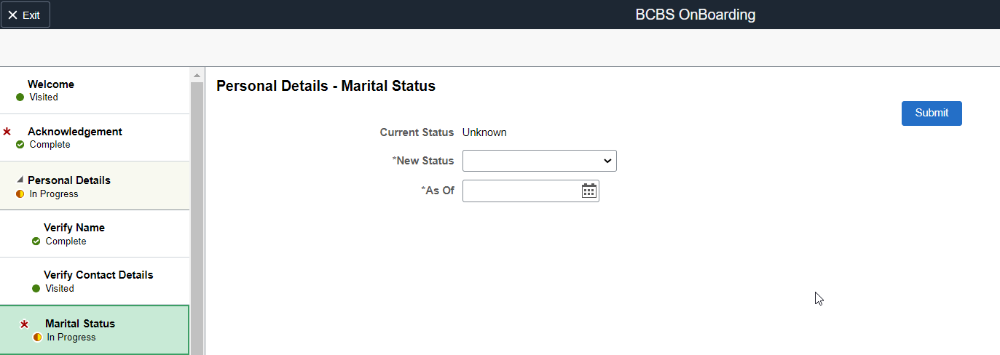 Exit
BCBS OnBoarding
Welcome
Visited
* Acknowledgement
Complete
Personal Details
In Progress
Verify Name
Complete
Verify Contact Details
Visited
* Marital Status
In Progress
Personal Details - Marital Status
Submit
Current Status Unknown
*New Status
*As Of